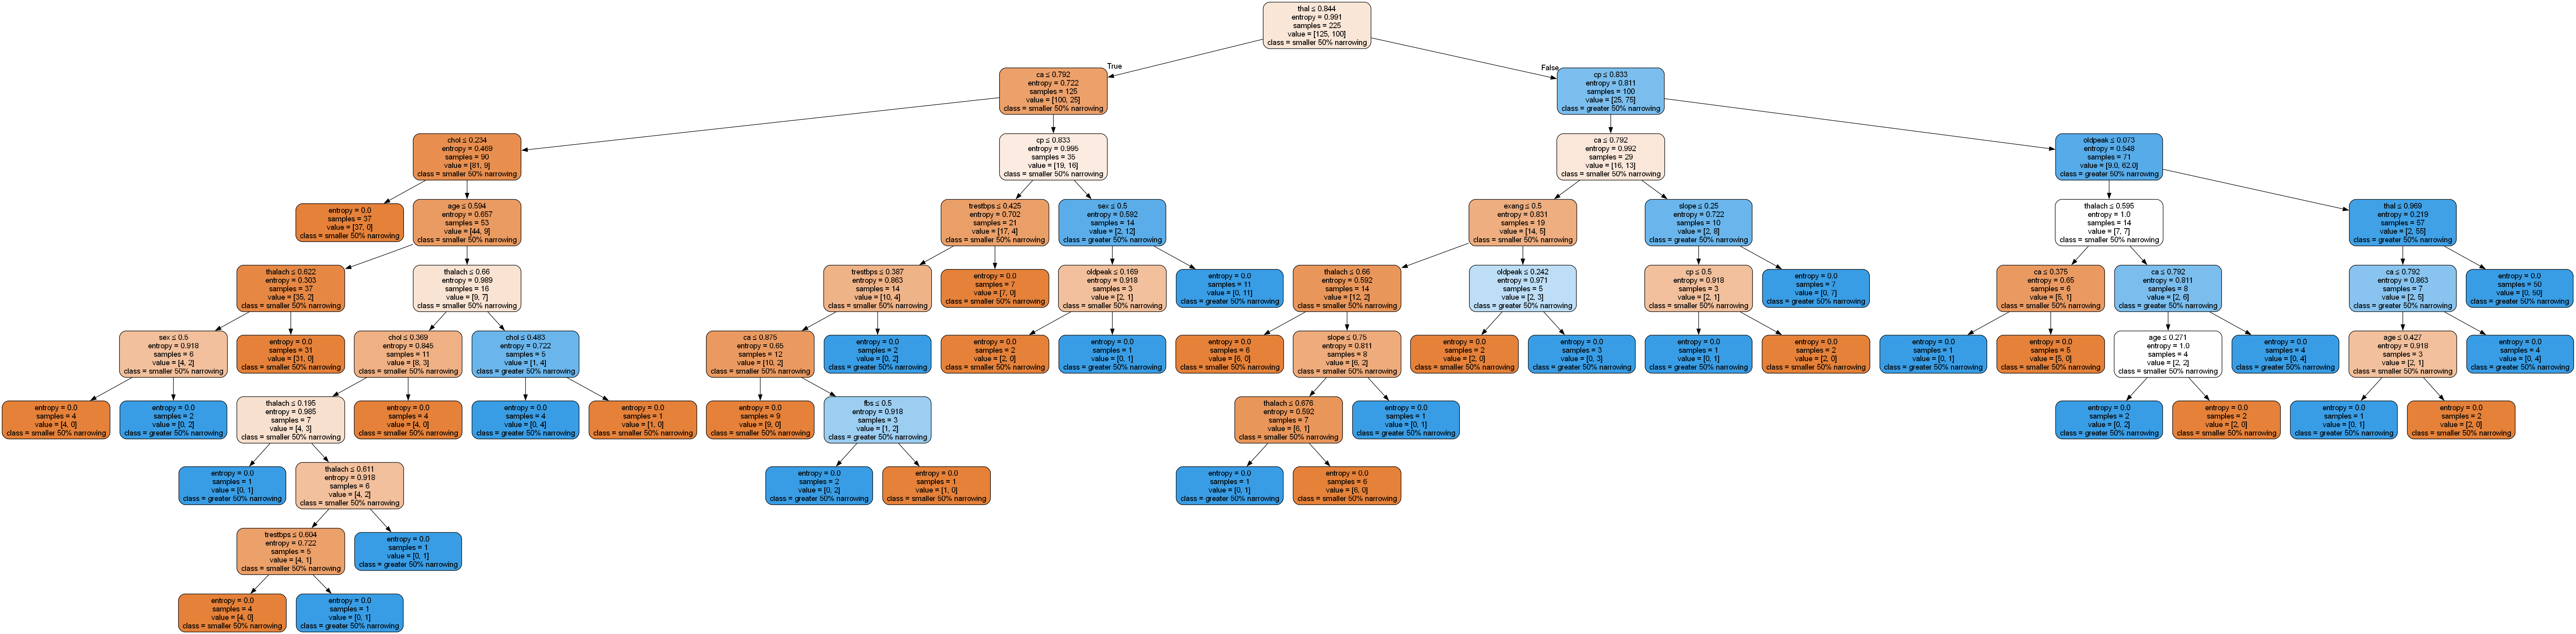 thal ≤ 0.844
entropy = 0.991
samples = 225
value = [125, 100]
class = smaller 50% narrowing
True
False
ca ≤ 0.792
entropy = 0.722
samples = 125
value = [100, 25]
class = smaller 50% narrowing
cp ≤ 0.833
entropy = 0.811
samples = 100
value = [25, 75]
class = greater 50% narrowing
chol ≤ 0.234
entropy = 0.469
samples = 90
value = [81, 9]
class = smaller 50% narrowing
cp ≤ 0.833
entropy = 0.995
samples = 35
value = [19, 16]
class = smaller 50% narrowing
ca ≤ 0.792
entropy = 0.992
samples = 29
value = [16, 13]
class = smaller 50% narrowing
oldpeak ≤ 0.073
entropy = 0.548
samples = 71
value = [9.0, 62.0]
class = greater 50% narrowing
entropy = 0.0
samples = 37
value = [37, 0]
class = smaller 50% narrowing
age ≤ 0.594
entropy = 0.657
samples = 53
value = [44, 9]
class = smaller 50% narrowing
trestbps ≤ 0.425
entropy = 0.702
samples = 21
value = [17, 4]
class = smaller 50% narrowing
sex ≤ 0.5
entropy = 0.592
samples = 14
value = [2, 12]
class = greater 50% narrowing
exang ≤ 0.5
entropy = 0.831
samples = 19
value = [14, 5]
class = smaller 50% narrowing
slope ≤ 0.25
entropy = 0.722
samples = 10
value = [2, 8]
class = greater 50% narrowing
thalach ≤ 0.595
entropy = 1.0
samples = 14
value = [7, 7]
class = smaller 50% narrowing
thal ≤ 0.969
entropy = 0.219
samples = 57
value = [2, 55]
class = greater 50% narrowing
thalach ≤ 0.622
entropy = 0.303
samples = 37
value = [35, 2]
class = smaller 50% narrowing
thalach ≤ 0.66
entropy = 0.989
samples = 16
value = [9, 7]
class = smaller 50% narrowing
trestbps ≤ 0.387
entropy = 0.863
samples = 14
value = [10, 4]
class = smaller 50% narrowing
entropy = 0.0
samples = 7
value = [7, 0]
class = smaller 50% narrowing
oldpeak ≤ 0.169
entropy = 0.918
samples = 3
value = [2, 1]
class = smaller 50% narrowing
entropy = 0.0
samples = 11
value = [0, 11]
class = greater 50% narrowing
thalach ≤ 0.66
entropy = 0.592
samples = 14
value = [12, 2]
class = smaller 50% narrowing
oldpeak ≤ 0.242
entropy = 0.971
samples = 5
value = [2, 3]
class = greater 50% narrowing
cp ≤ 0.5
entropy = 0.918
samples = 3
value = [2, 1]
class = smaller 50% narrowing
entropy = 0.0
samples = 7
value = [0, 7]
class = greater 50% narrowing
ca ≤ 0.375
entropy = 0.65
samples = 6
value = [5, 1]
class = smaller 50% narrowing
ca ≤ 0.792
entropy = 0.811
samples = 8
value = [2, 6]
class = greater 50% narrowing
ca ≤ 0.792
entropy = 0.863
samples = 7
value = [2, 5]
class = greater 50% narrowing
entropy = 0.0
samples = 50
value = [0, 50]
class = greater 50% narrowing
sex ≤ 0.5
entropy = 0.918
samples = 6
value = [4, 2]
class = smaller 50% narrowing
entropy = 0.0
samples = 31
value = [31, 0]
class = smaller 50% narrowing
chol ≤ 0.369
entropy = 0.845
samples = 11
value = [8, 3]
class = smaller 50% narrowing
chol ≤ 0.483
entropy = 0.722
samples = 5
value = [1, 4]
class = greater 50% narrowing
ca ≤ 0.875
entropy = 0.65
samples = 12
value = [10, 2]
class = smaller 50% narrowing
entropy = 0.0
samples = 2
value = [0, 2]
class = greater 50% narrowing
entropy = 0.0
samples = 2
value = [2, 0]
class = smaller 50% narrowing
entropy = 0.0
samples = 1
value = [0, 1]
class = greater 50% narrowing
entropy = 0.0
samples = 6
value = [6, 0]
class = smaller 50% narrowing
slope ≤ 0.75
entropy = 0.811
samples = 8
value = [6, 2]
class = smaller 50% narrowing
entropy = 0.0
samples = 2
value = [2, 0]
class = smaller 50% narrowing
entropy = 0.0
samples = 3
value = [0, 3]
class = greater 50% narrowing
entropy = 0.0
samples = 1
value = [0, 1]
class = greater 50% narrowing
entropy = 0.0
samples = 2
value = [2, 0]
class = smaller 50% narrowing
entropy = 0.0
samples = 1
value = [0, 1]
class = greater 50% narrowing
entropy = 0.0
samples = 5
value = [5, 0]
class = smaller 50% narrowing
age ≤ 0.271
entropy = 1.0
samples = 4
value = [2, 2]
class = smaller 50% narrowing
entropy = 0.0
samples = 4
value = [0, 4]
class = greater 50% narrowing
age ≤ 0.427
entropy = 0.918
samples = 3
value = [2, 1]
class = smaller 50% narrowing
entropy = 0.0
samples = 4
value = [0, 4]
class = greater 50% narrowing
entropy = 0.0
samples = 4
value = [4, 0]
class = smaller 50% narrowing
entropy = 0.0
samples = 2
value = [0, 2]
class = greater 50% narrowing
thalach ≤ 0.195
entropy = 0.985
samples = 7
value = [4, 3]
class = smaller 50% narrowing
entropy = 0.0
samples = 4
value = [4, 0]
class = smaller 50% narrowing
entropy = 0.0
samples = 4
value = [0, 4]
class = greater 50% narrowing
entropy = 0.0
samples = 1
value = [1, 0]
class = smaller 50% narrowing
entropy = 0.0
samples = 9
value = [9, 0]
class = smaller 50% narrowing
fbs ≤ 0.5
entropy = 0.918
samples = 3
value = [1, 2]
class = greater 50% narrowing
thalach ≤ 0.676
entropy = 0.592
samples = 7
value = [6, 1]
class = smaller 50% narrowing
entropy = 0.0
samples = 1
value = [0, 1]
class = greater 50% narrowing
entropy = 0.0
samples = 2
value = [0, 2]
class = greater 50% narrowing
entropy = 0.0
samples = 2
value = [2, 0]
class = smaller 50% narrowing
entropy = 0.0
samples = 1
value = [0, 1]
class = greater 50% narrowing
entropy = 0.0
samples = 2
value = [2, 0]
class = smaller 50% narrowing
entropy = 0.0
samples = 1
value = [0, 1]
class = greater 50% narrowing
thalach ≤ 0.611
entropy = 0.918
samples = 6
value = [4, 2]
class = smaller 50% narrowing
entropy = 0.0
samples = 2
value = [0, 2]
class = greater 50% narrowing
entropy = 0.0
samples = 1
value = [1, 0]
class = smaller 50% narrowing
entropy = 0.0
samples = 1
value = [0, 1]
class = greater 50% narrowing
entropy = 0.0
samples = 6
value = [6, 0]
class = smaller 50% narrowing
trestbps ≤ 0.604
entropy = 0.722
samples = 5
value = [4, 1]
class = smaller 50% narrowing
entropy = 0.0
samples = 1
value = [0, 1]
class = greater 50% narrowing
entropy = 0.0
samples = 4
value = [4, 0]
class = smaller 50% narrowing
entropy = 0.0
samples = 1
value = [0, 1]
class = greater 50% narrowing